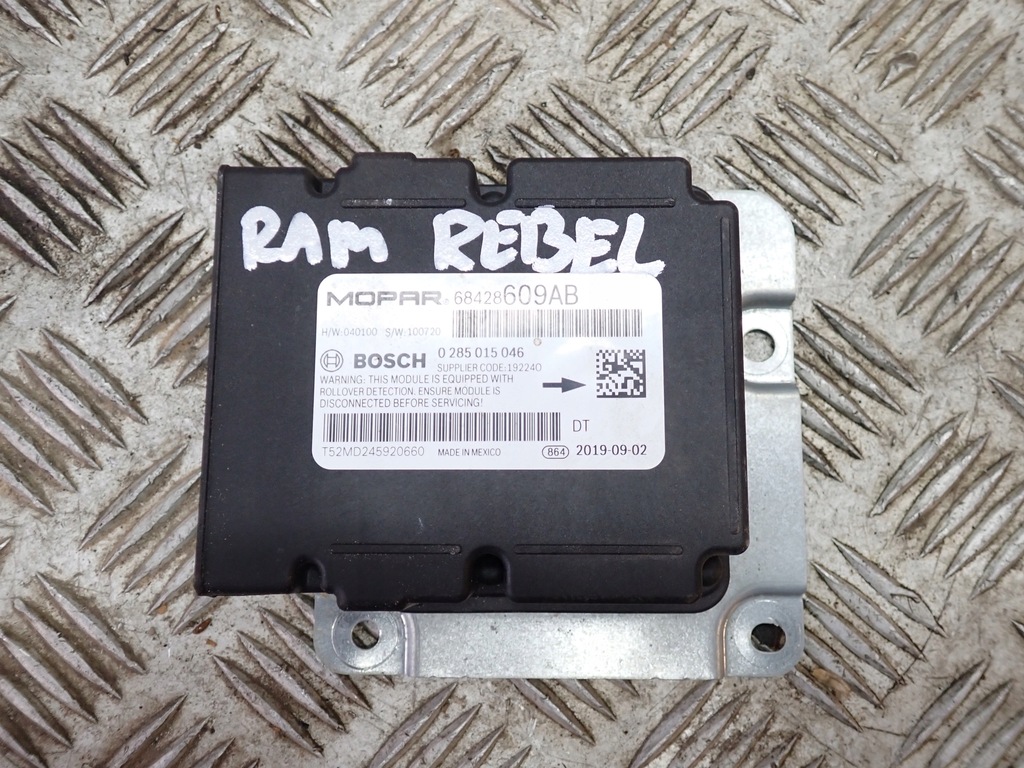 RAM REBEL
MOPAR 68428609AB
H/W:040100 S/W:100720
BOSCH 0 285 015 046
SUPPLIER CODE:19224O
WARNING: THIS MODULE IS EQUIPPED WITH
ROLLOVER DETECTION. ENSURE MODULE IS
DISCONNECTED BEFORE SERVICING!
DT
T52MD245920660 MADE IN MEXICO 864 2019-09-02